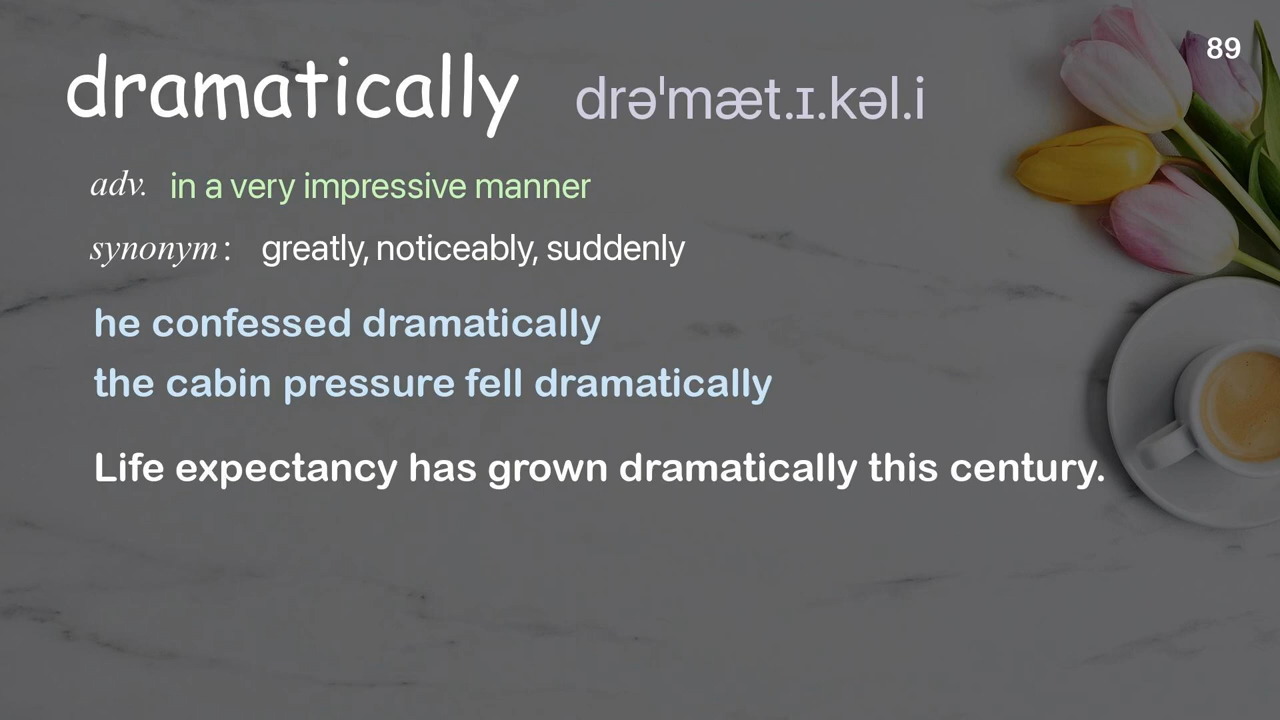 89
dramatically drəˈmæt.ɪ.kəl.i
adv. in a very impressive manner
synonym: greatly, noticeably, suddenly
he confessed dramatically
the cabin pressure fell dramatically
Life expectancy has grown dramatically this century.